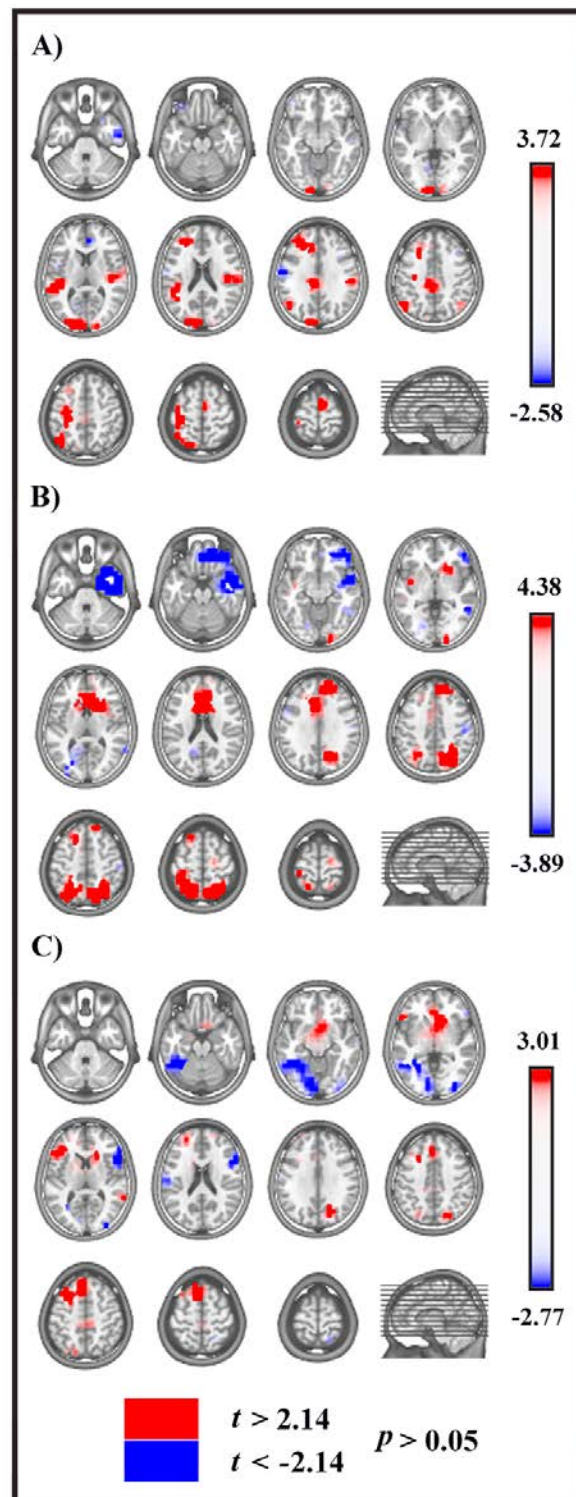 A)
3.72
-2.58
B)
4.38
-3.89
C)
3.01
-2.77
t > 2.14
t < -2.14
p > 0.05